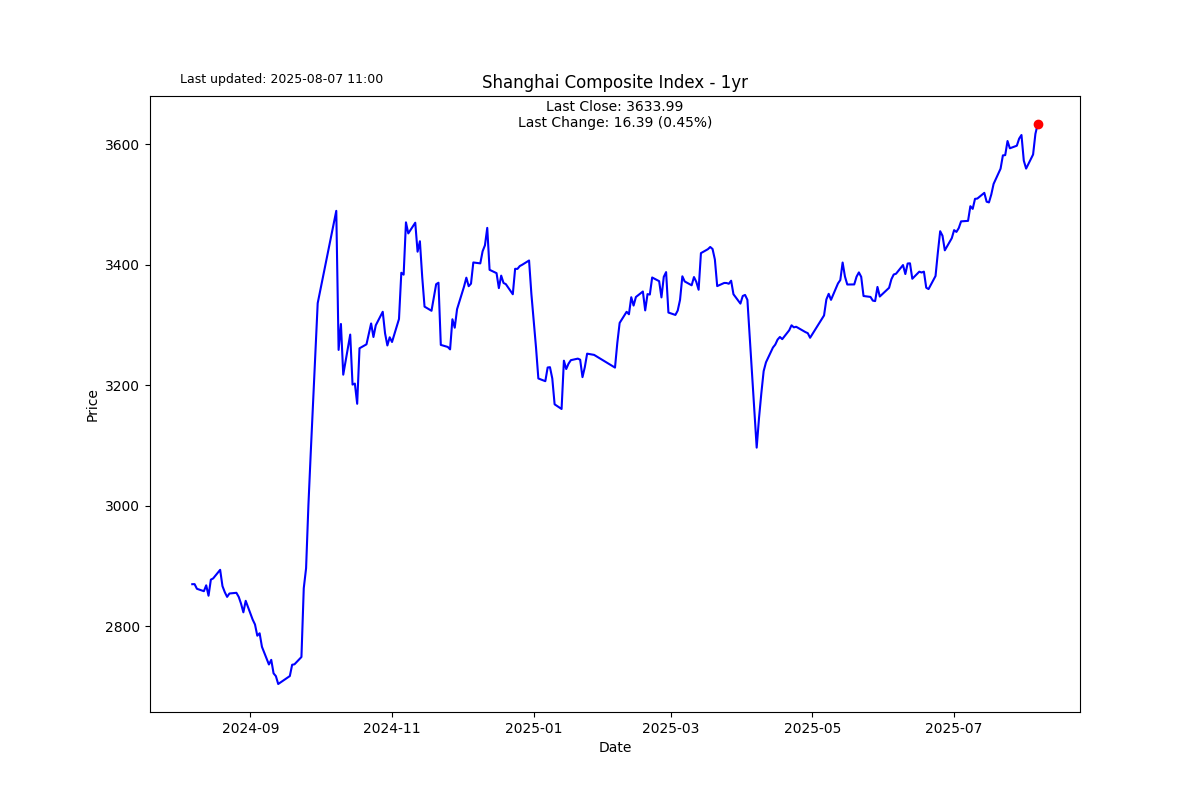 Last updated: 2025-08-07 11:00
Shanghai Composite Index - 1yr
Last Close: 3633.99
Last Change: 16.39 (0.45%)
3600
3400
3200
3000
2800
Price
2024-09
2024-11
2025-01
2025-03
2025-05
2025-07
Date